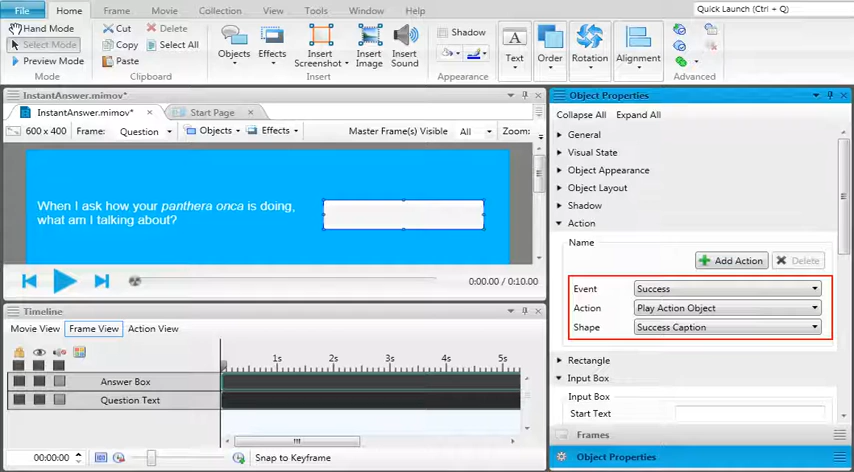 File Home Frame Movie Collection View Tools Window Help Quick Launch (Ctrl + Q)
Hand Mode
Select Mode
Preview Mode
Mode
Cut Delete
Copy Select All
Paste
Clipboard
Objects
Effects
Insert Screenshot
Insert Image
Insert Sound
Insert
Shadow
Appearance
Text
Order
Rotation
Alignment
Advanced
InstantAnswer.mimov*
InstantAnswer.mimov* Start Page
600 x 400 Frame: Question Objects Effects Master Frame(s) Visible All Zoom:
When I ask how your panthera onca is doing,
what am I talking about?
0:00.00 / 0:10.00
Timeline
Movie View Frame View Action View
1s 2s 3s 4s 5s
Answer Box
Question Text
00:00:00 Snap to Keyframe
Object Properties
Collapse All Expand All
General
Visual State
Object Appearance
Object Layout
Shadow
Action
Name
Add Action Delete
Event Success
Action Play Action Object
Shape Success Caption
Rectangle
Input Box
Input Box
Start Text
Frames
Object Properties